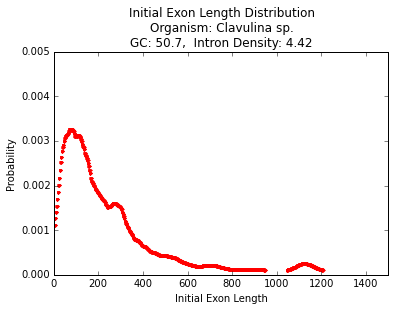 Initial Exon Length Distribution
Organism: Clavulina sp.
GC: 50.7, Intron Density: 4.42
0.005
0.004
0.003
0.002
0.001
0.000
Probability
0 200 400 600 800 1000 1200 1400
Initial Exon Length